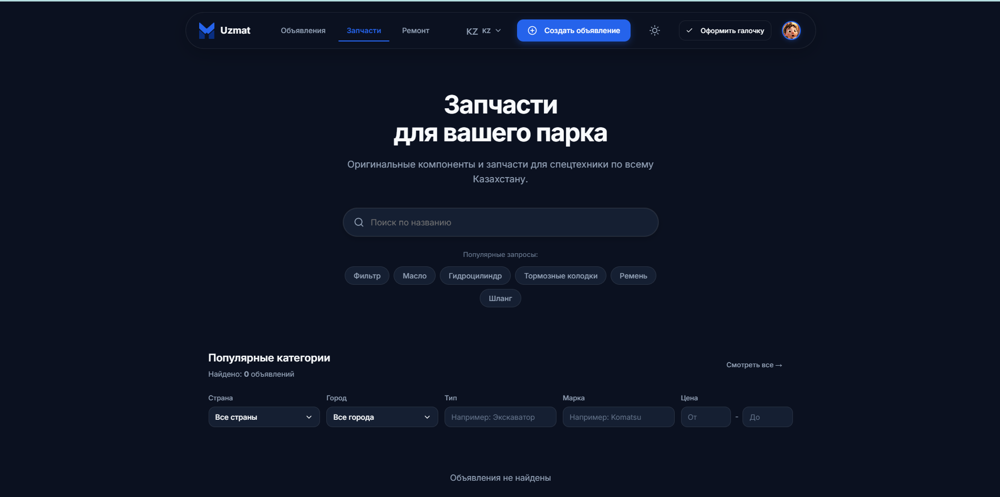 Uzmat
Объявления
Запчасти
Ремонт
KZ KZ
Создать объявление
Оформить галочку
Запчасти
для вашего парка
Оригинальные компоненты и запчасти для спецтехники по всему
Казахстану.
Поиск по названию
Популярные запросы:
Фильтр
Масло
Гидроцилиндр
Тормозные колодки
Ремень
Шланг
Популярные категории
Найдено: 0 объявлений
Смотреть все →
Страна
Город
Тип
Марка
Цена
Все страны
Все города
Например: Экскаватор
Например: Komatsu
От
-
До
Объявления не найдены